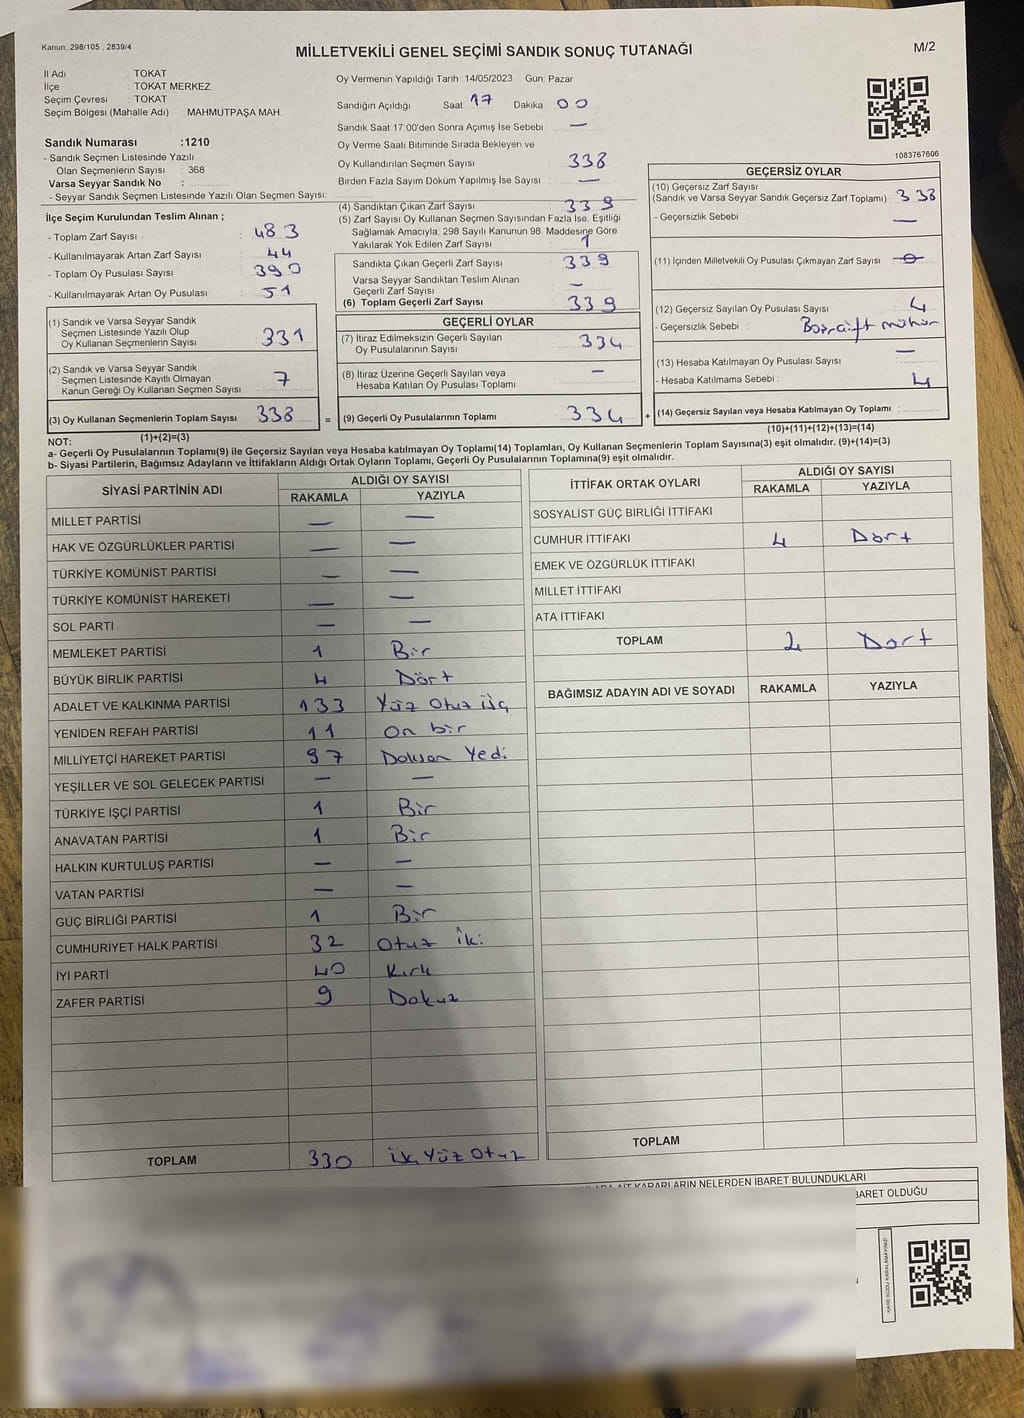 Kanun; 298/105 , 2839/4
MİLLETVEKİLİ GENEL SEÇİMİ SANDIK SONUÇ TUTANAĞI
M/2
İl Adı : TOKAT
İlçe : TOKAT MERKEZ
Seçim Çevresi : TOKAT
Seçim Bölgesi (Mahalle Adı) : MAHMUTPAŞA MAH.
Sandık Numarası :1210
- Sandık Seçmen Listesinde Yazılı
Olan Seçmenlerin Sayısı : 368
Varsa Seyyar Sandık No :
- Seyyar Sandık Seçmen Listesinde Yazılı Olan Seçmen Sayısı:
İlçe Seçim Kurulundan Teslim Alınan ;
- Toplam Zarf Sayısı : 483
- Kullanılmayarak Artan Zarf Sayısı : 44
- Toplam Oy Pusulası Sayısı : 390
- Kullanılmayarak Artan Oy Pusulası : 51
(1) Sandık ve Varsa Seyyar Sandık
Seçmen Listesinde Yazılı Olup
Oy Kullanan Seçmenlerin Sayısı : 331
(2) Sandık ve Varsa Seyyar Sandık
Seçmen Listesinde Kayıtlı Olmayan
Kanun Gereği Oy Kullanan Seçmen Sayısı : 7
(3) Oy Kullanan Seçmenlerin Toplam Sayısı 338
(1)+(2)=(3)
Oy Vermenin Yapıldığı Tarih :14/05/2023 Gün: Pazar
Sandığın Açıldığı Saat 17 Dakika 00
Sandık Saat 17:00'den Sonra Açımış İse Sebebi : —
Oy Verme Saati Bitiminde Sırada Bekleyen ve
Oy Kullandırılan Seçmen Sayısı : 338
Birden Fazla Sayım Döküm Yapılmış İse Sayısı : —
(4) Sandıktan Çıkan Zarf Sayısı : 339
(5) Zarf Sayısı Oy Kullanan Seçmen Sayısından Fazla İse, Eşitliği
Sağlamak Amacıyla; 298 Sayılı Kanunun 98. Maddesine Göre
Yakılarak Yok Edilen Zarf Sayısı : 1
Sandıkta Çıkan Geçerli Zarf Sayısı : 339
Varsa Seyyar Sandıktan Teslim Alınan
Geçerli Zarf Sayısı : —
(6) Toplam Geçerli Zarf Sayısı : 339
GEÇERLİ OYLAR
(7) İtiraz Edilmeksizin Geçerli Sayılan
Oy Pusulalarının Sayısı : 334
(8) İtiraz Üzerine Geçerli Sayılan veya
Hesaba Katılan Oy Pusulası Toplamı : —
= (9) Geçerli Oy Pusulalarının Toplamı : 334 +
1083767606
GEÇERSİZ OYLAR
(10) Geçersiz Zarf Sayısı
(Sandık ve Varsa Seyyar Sandık Geçersiz Zarf Toplamı) : 338
- Geçersizlik Sebebi : —
(11) İçinden Milletvekili Oy Pusulası Çıkmayan Zarf Sayısı : 0
(12) Geçersiz Sayılan Oy Pusulası Sayısı : 4
- Geçersizlik Sebebi : mühür
(13) Hesaba Katılmayan Oy Pusulası Sayısı : —
- Hesaba Katılmama Sebebi : 4
(14) Geçersiz Sayılan veya Hesaba Katılmayan Oy Toplamı :
(10)+(11)+(12)+(13)=(14)
NOT:
a- Geçerli Oy Pusulalarının Toplamı(9) ile Geçersiz Sayılan veya Hesaba katılmayan Oy Toplamı(14) Toplamları, Oy Kullanan Seçmenlerin Toplam Sayısına(3) eşit olmalıdır. (9)+(14)=(3)
b- Siyasi Partilerin, Bağımsız Adayların ve İttifakların Aldığı Ortak Oyların Toplamı, Geçerli Oy Pusulalarının Toplamına(9) eşit olmalıdır.
SİYASİ PARTİNİN ADI ALDIĞI OY SAYISI
RAKAMLA YAZIYLA
MİLLET PARTİSİ — —
HAK VE ÖZGÜRLÜKLER PARTİSİ — —
TÜRKİYE KOMÜNİST PARTİSİ — —
TÜRKİYE KOMÜNİST HAREKETİ — —
SOL PARTİ — —
MEMLEKET PARTİSİ 1 Bir
BÜYÜK BİRLİK PARTİSİ 4 Dört
ADALET VE KALKINMA PARTİSİ 133 Yüz Otuz üç
YENİDEN REFAH PARTİSİ 11 On bir
MİLLİYETÇİ HAREKET PARTİSİ 97 Doksan Yedi
YEŞİLLER VE SOL GELECEK PARTİSİ — —
TÜRKİYE İŞÇİ PARTİSİ 1 Bir
ANAVATAN PARTİSİ 1 Bir
HALKIN KURTULUŞ PARTİSİ — —
VATAN PARTİSİ — —
GÜÇ BİRLİĞİ PARTİSİ 1 Bir
CUMHURİYET HALK PARTİSİ 32 Otuz İki
İYİ PARTİ 40 Kırk
ZAFER PARTİSİ 9 Dokuz
TOPLAM 330 Yüz Otuz
İTTİFAK ORTAK OYLARI ALDIĞI OY SAYISI
RAKAMLA YAZIYLA
SOSYALİST GÜÇ BİRLİĞİ İTTİFAKI
CUMHUR İTTİFAKI 4 Dört
EMEK VE ÖZGÜRLÜK İTTİFAKI
MİLLET İTTİFAKI
ATA İTTİFAKI
TOPLAM 4 Dort
BAĞIMSIZ ADAYIN ADI VE SOYADI RAKAMLA YAZIYLA
TOPLAM
AİT KARARLARIN NELERDEN İBARET BULUNDUKLARI
İBARET OLDUĞU
KARE KODU KARALAMAYINIZ!